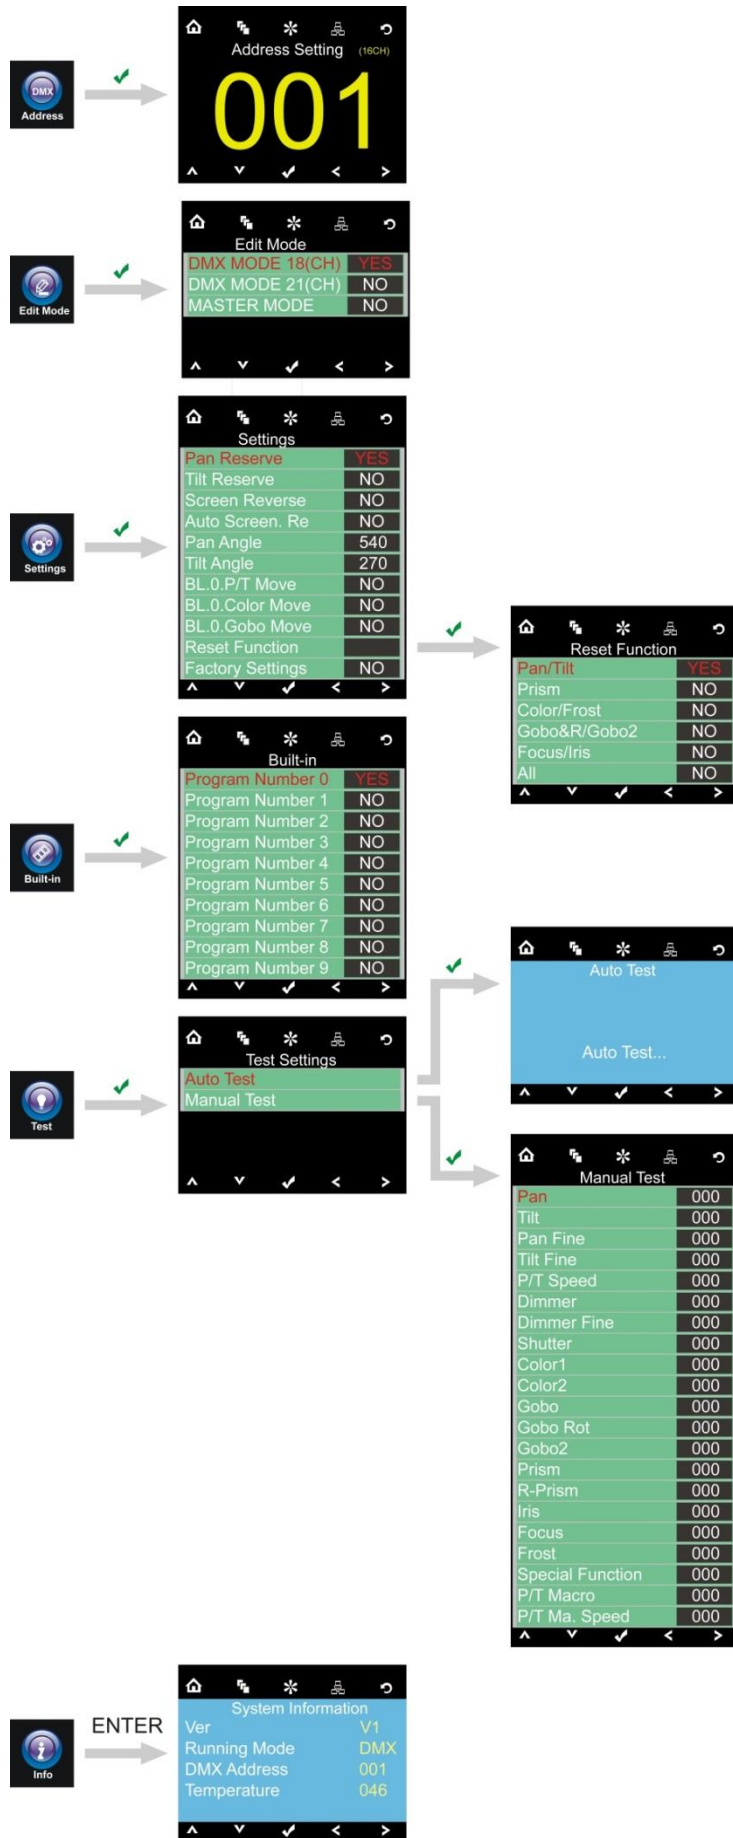 Address Setting (16CH)
DMX
Address
001
Edit Mode
DMX MODE 18(CH) YES
DMX MODE 21(CH) NO
MASTER MODE NO
Edit Mode
Settings
Pan Reserve YES
Tilt Reserve NO
Screen Reverse NO
Auto Screen. Re NO
Pan Angle 540
Tilt Angle 270
BL.0.P/T Move NO
BL.0.Color Move NO
BL.0.Gobo Move NO
Reset Function
Factory Settings NO
Settings
Reset Function
Pan/Tilt YES
Prism NO
Color/Frost NO
Gobo&R/Gobo2 NO
Focus/Iris NO
All NO
Built-in
Program Number 0 YES
Program Number 1 NO
Program Number 2 NO
Program Number 3 NO
Program Number 4 NO
Program Number 5 NO
Program Number 6 NO
Program Number 7 NO
Program Number 8 NO
Program Number 9 NO
Built-in
Auto Test
Auto Test...
Test Settings
Auto Test
Manual Test
Test
Manual Test
Pan 000
Tilt 000
Pan Fine 000
Tilt Fine 000
P/T Speed 000
Dimmer 000
Dimmer Fine 000
Shutter 000
Color1 000
Color2 000
Gobo 000
Gobo Rot 000
Gobo2 000
Prism 000
R-Prism 000
Iris 000
Focus 000
Frost 000
Special Function 000
P/T Macro 000
P/T Ma. Speed 000
ENTER
Info
System Information
Ver V1
Running Mode DMX
DMX Address 001
Temperature 046